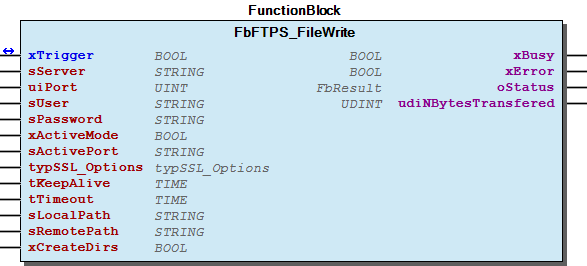 FunctionBlock
FbFTPS_FileWrite
xTrigger BOOL BOOL xBusy
sServer STRING BOOL xError
uiPort UINT FbResult oStatus
sUser STRING UDINT udiNBytesTransfered
sPassword STRING
xActiveMode BOOL
sActivePort STRING
typSSL_Options typSSL_Options
tKeepAlive TIME
tTimeout TIME
sLocalPath STRING
sRemotePath STRING
xCreateDirs BOOL